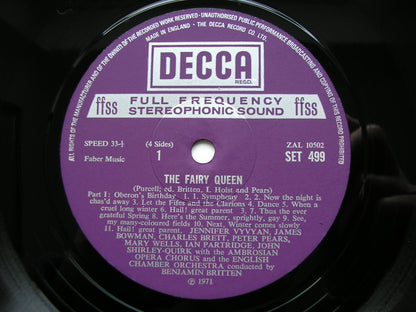 ALL RIGHTS OF THE MANUFACTURER AND OF THE OWNER OF THE RECORDED WORK RESERVED · UNAUTHORISED PUBLIC PERFORMANCE, BROADCASTING AND COPYING OF THIS RECORD PROHIBITED
MADE IN ENGLAND · THE DECCA RECORD CO LTD.
DECCA
REGD.
ffss FULL FREQUENCY STEREOPHONIC SOUND ffss
SPEED 33-⅓ (4 Sides) ZAL 10502
Faber Music 1 SET 499
THE FAIRY QUEEN
(Purcell; ed. Britten, I. Holst and Pears)
Part I: Oberon's Birthday 1. Symphony 2. Now the night is
chas'd away 3. Let the Fifes and the Clarions 4. Dance 5. When a
cruel long winter 6. Hail! great parent 7. Thus the ever
grateful Spring 8. Here's the Summer, sprightly, gay 9. See,
my many-coloured fields 10. Next, Winter comes slowly
11. Hail! great parent. JENNIFER VYVYAN, JAMES
BOWMAN, CHARLES BRETT, PETER PEARS,
MARY WELLS, IAN PARTRIDGE, JOHN
SHIRLEY-QUIRK with the AMBROSIAN
OPERA CHORUS and the ENGLISH
CHAMBER ORCHESTRA conducted by
BENJAMIN BRITTEN
℗ 1971